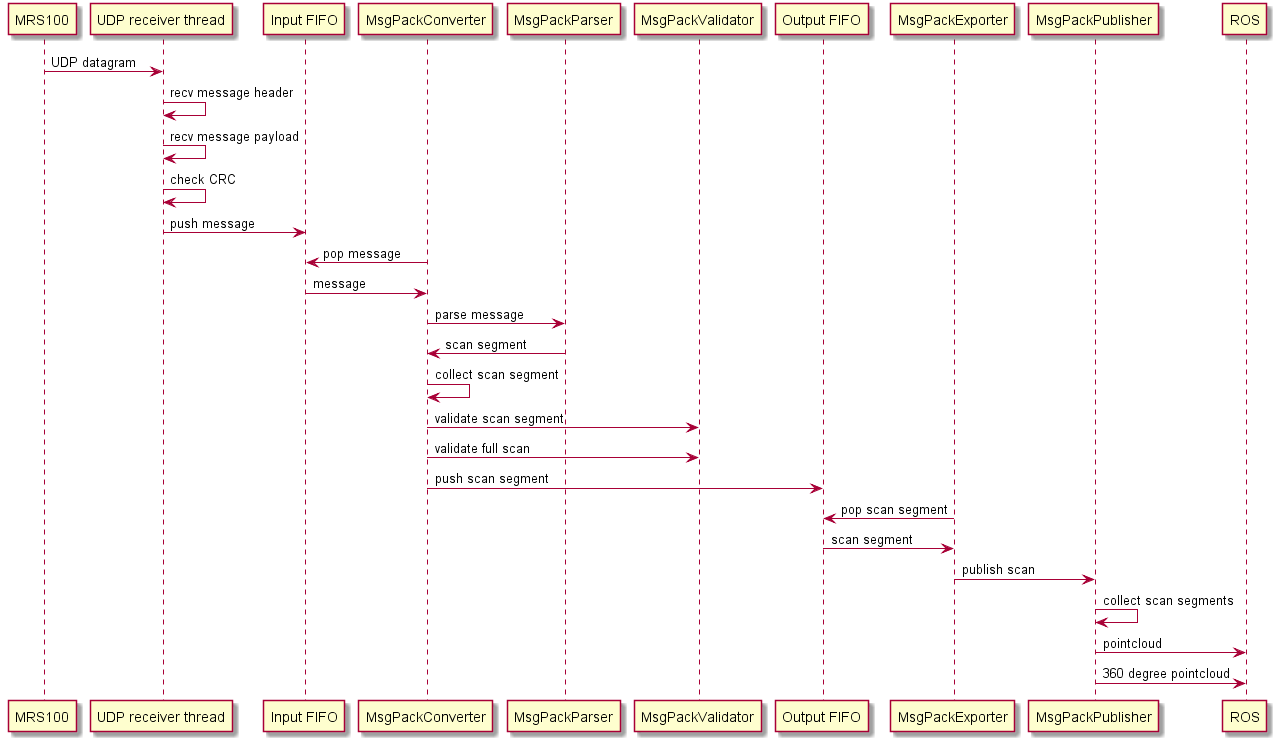 MRS100 UDP receiver thread Input FIFO MsgPackConverter MsgPackParser MsgPackValidator Output FIFO MsgPackExporter MsgPackPublisher ROS
UDP datagram
recv message header
recv message payload
check CRC
push message
pop message
message
parse message
scan segment
collect scan segment
validate scan segment
validate full scan
push scan segment
pop scan segment
scan segment
publish scan
collect scan segments
pointcloud
360 degree pointcloud
MRS100 UDP receiver thread Input FIFO MsgPackConverter MsgPackParser MsgPackValidator Output FIFO MsgPackExporter MsgPackPublisher ROS